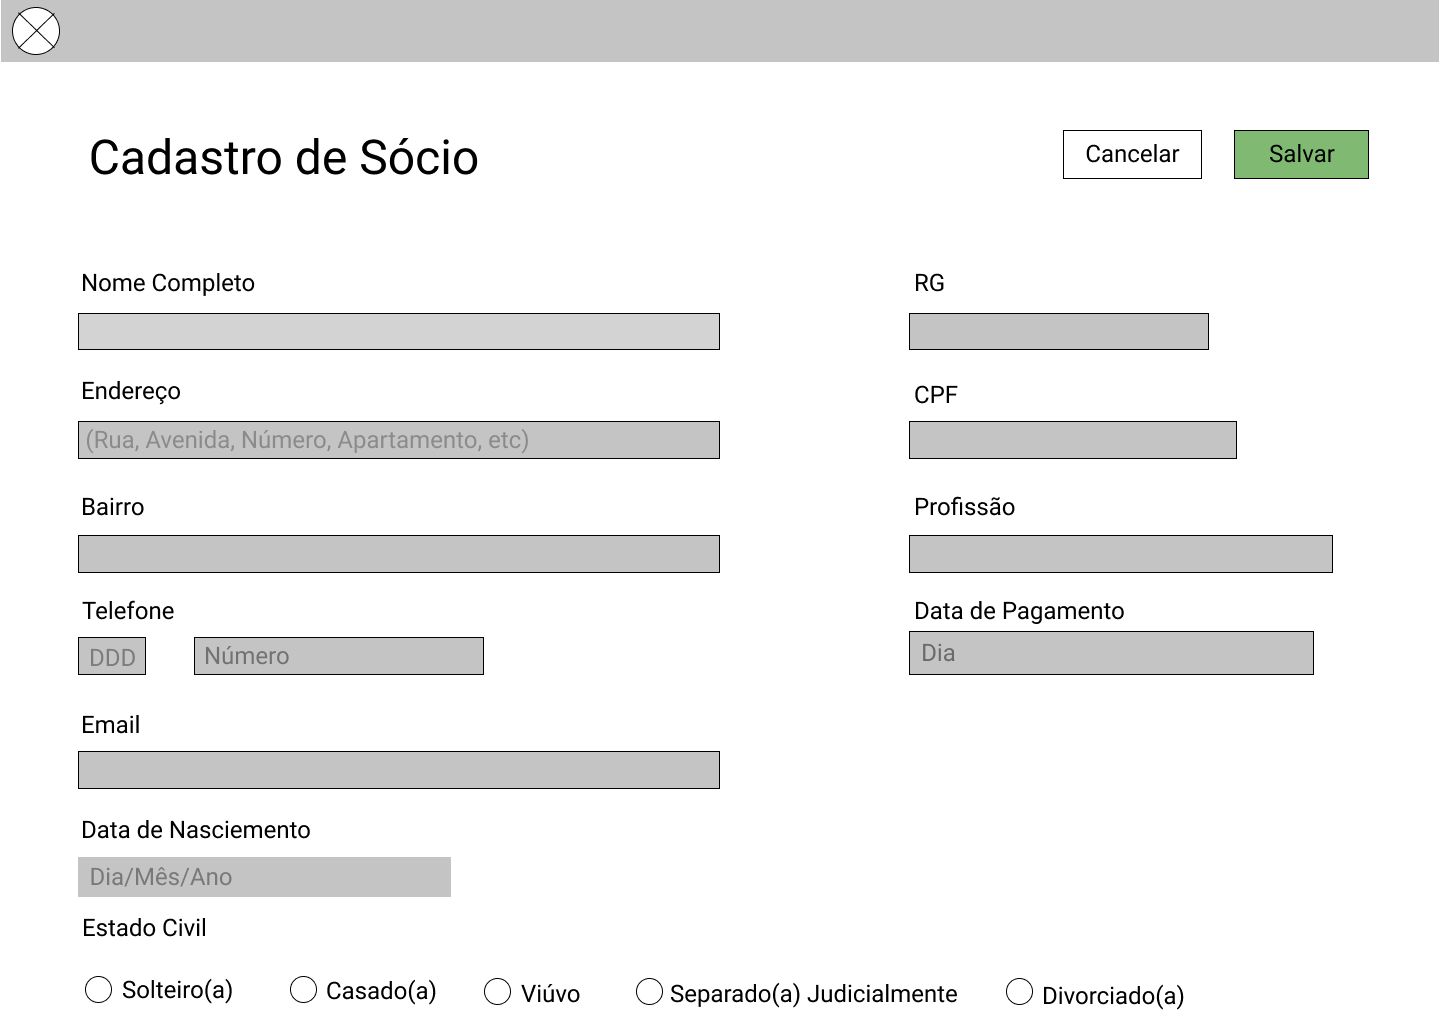 Cadastro de Sócio
Cancelar
Salvar
Nome Completo
RG
Endereço
CPF
(Rua, Avenida, Número, Apartamento, etc)
Bairro
Profissão
Telefone
Data de Pagamento
DDD
Número
Dia
Email
Data de Nasciemento
Dia/Mês/Ano
Estado Civil
Solteiro(a)
Casado(a)
Viúvo
Separado(a) Judicialmente
Divorciado(a)